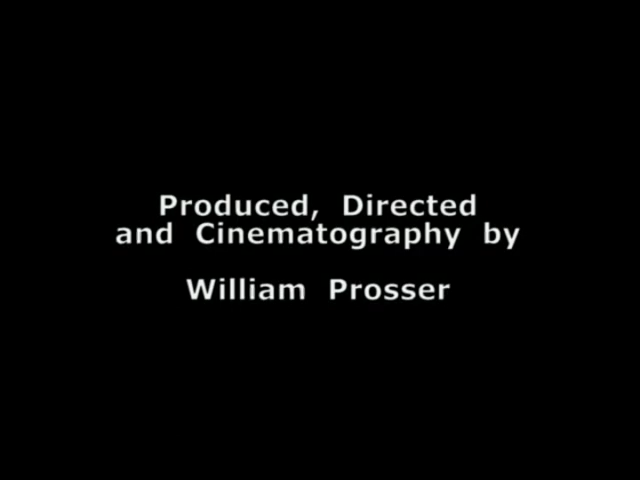 Produced, Directed
and Cinematography by
William Prosser